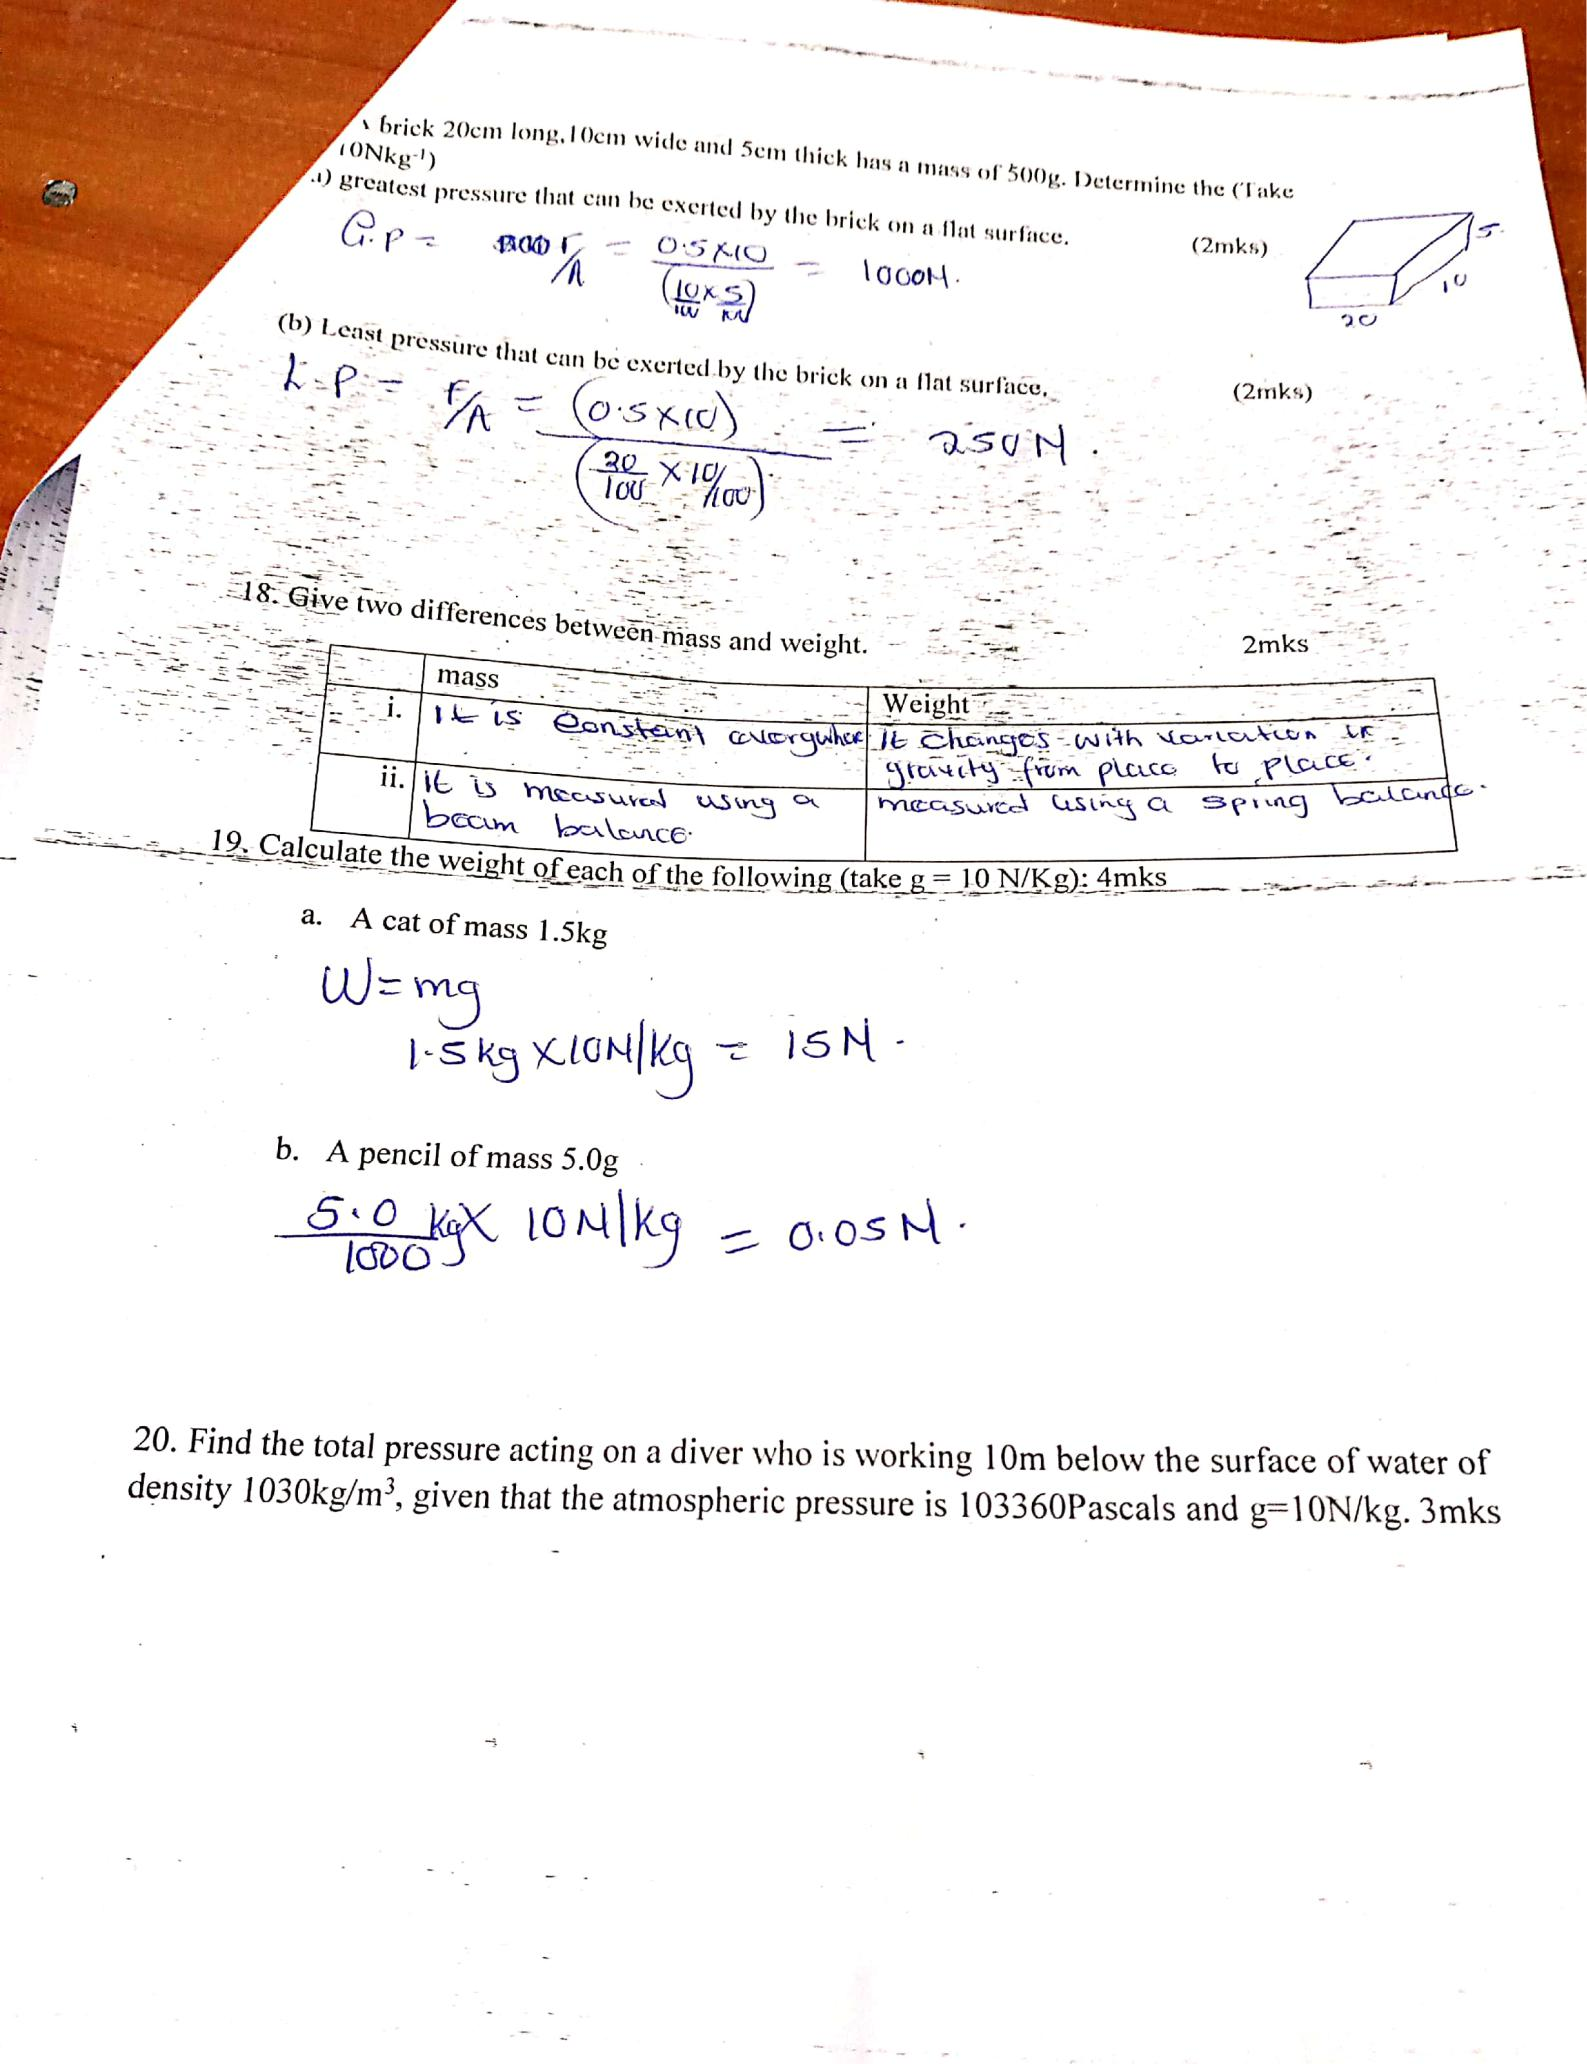 brick 20cm long, 10cm wide and 5cm thick has a mass of 500g. Determine the (Take
10Nkg⁻¹)
a) greatest pressure that can be exerted by the brick on a flat surface. (2mks)
G.P = F/A = 0.5×10 / (10/100 × 5/100) = 1000N.
5.
10
20
(b) Least pressure that can be exerted by the brick on a flat surface. (2mks)
L.P = F/A = (0.5×10) / (20/100 × 10/100) = 250N.
18. Give two differences between mass and weight. 2mks
mass Weight
i. It is constant everywhere It changes with variation in
gravity from place to place.
ii. it is measured using a measured using a spring balance.
beam balance.
19. Calculate the weight of each of the following (take g = 10 N/Kg): 4mks
a. A cat of mass 1.5kg
W=mg
1.5kg×10N/kg = 15N.
b. A pencil of mass 5.0g
5.0/1000 kg× 10N/kg = 0.05N.
20. Find the total pressure acting on a diver who is working 10m below the surface of water of
density 1030kg/m³, given that the atmospheric pressure is 103360Pascals and g=10N/kg. 3mks